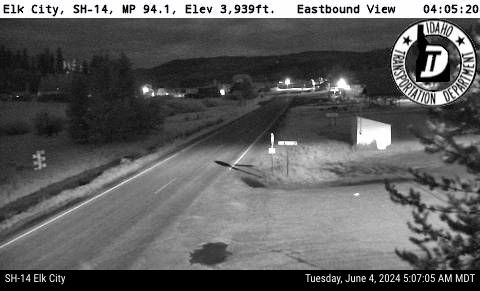 Elk City, SH-14, MP 94.1, Elev 3,939ft. Eastbound View 04:05:20
IDAHO
TRANSPORTATION DEPARTMENT
SH-14 Elk City Tuesday, June 4, 2024 5:07:05 AM MDT